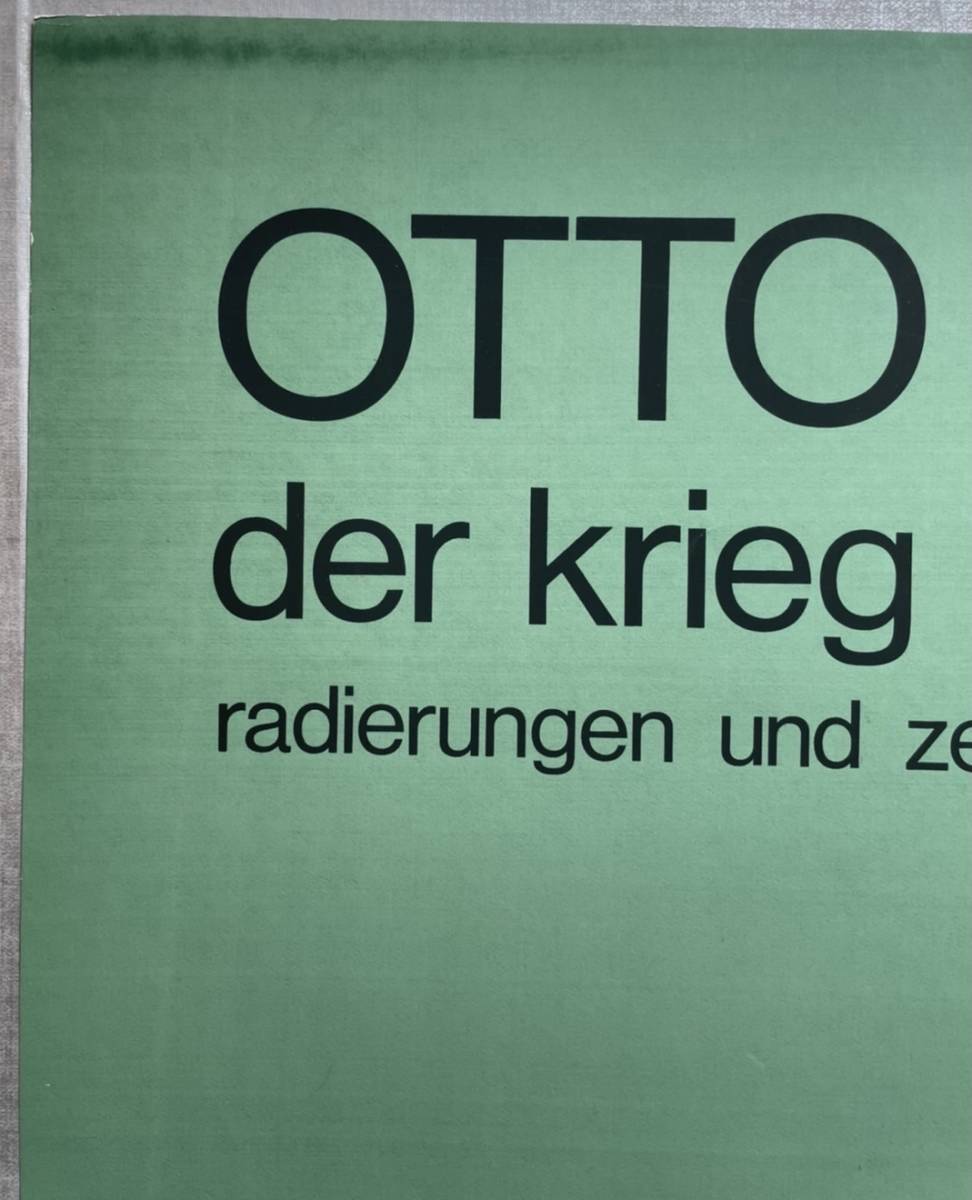 OTTO
der krieg
radierungen und ze